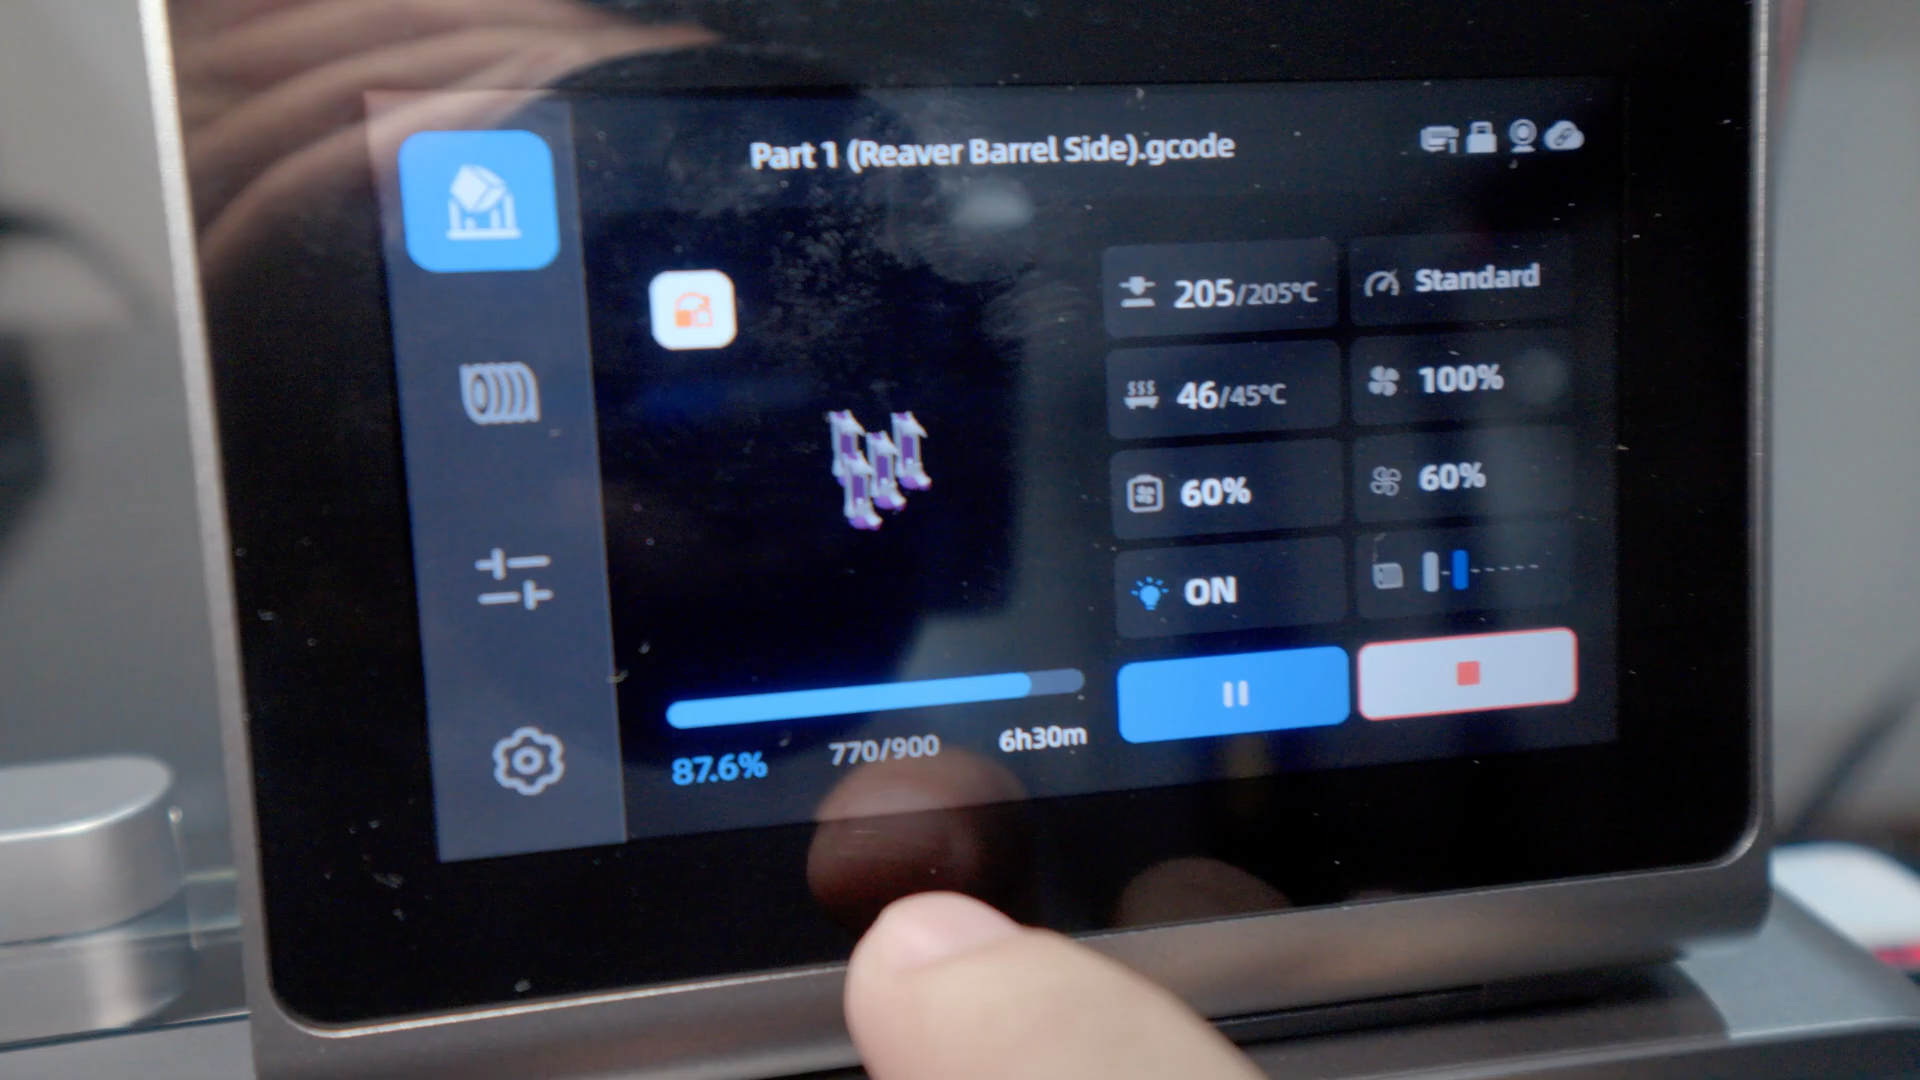 Part 1 (Reaver Barrel Side).gcode
205/205°C
Standard
46/45°C
100%
60%
60%
ON
87.6%
770/900
6h30m